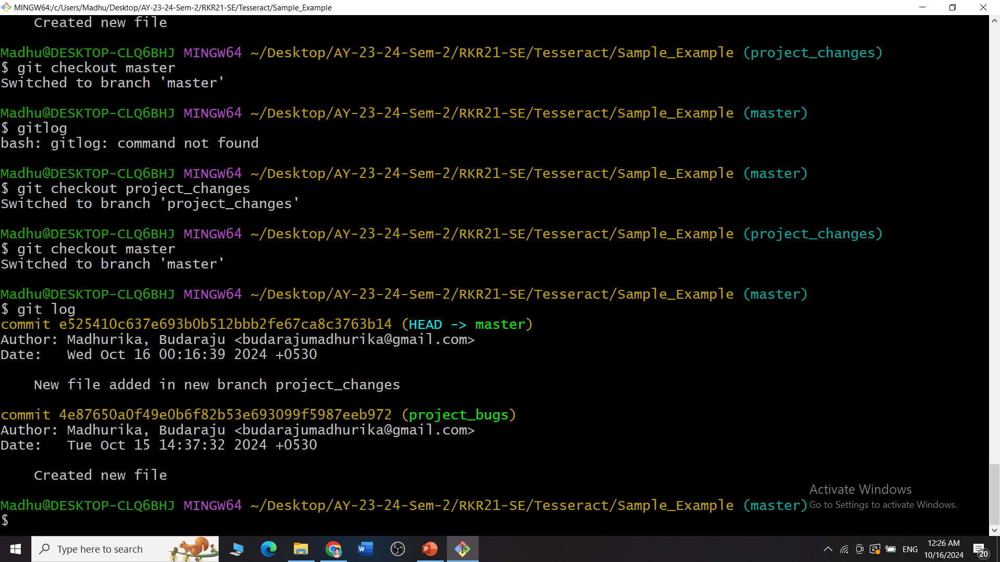 MINGW64:/c/Users/Madhu/Desktop/AY-23-24-Sem-2/RKR21-SE/Tesseract/Sample_Example
    Created new file
Madhu@DESKTOP-CLQ6BHJ MINGW64 ~/Desktop/AY-23-24-Sem-2/RKR21-SE/Tesseract/Sample_Example (project_changes)
$ git checkout master
Switched to branch 'master'
Madhu@DESKTOP-CLQ6BHJ MINGW64 ~/Desktop/AY-23-24-Sem-2/RKR21-SE/Tesseract/Sample_Example (master)
$ gitlog
bash: gitlog: command not found
Madhu@DESKTOP-CLQ6BHJ MINGW64 ~/Desktop/AY-23-24-Sem-2/RKR21-SE/Tesseract/Sample_Example (master)
$ git checkout project_changes
Switched to branch 'project_changes'
Madhu@DESKTOP-CLQ6BHJ MINGW64 ~/Desktop/AY-23-24-Sem-2/RKR21-SE/Tesseract/Sample_Example (project_changes)
$ git checkout master
Switched to branch 'master'
Madhu@DESKTOP-CLQ6BHJ MINGW64 ~/Desktop/AY-23-24-Sem-2/RKR21-SE/Tesseract/Sample_Example (master)
$ git log
commit e525410c637e693b0b512bbb2fe67ca8c3763b14 (HEAD -> master)
Author: Madhurika, Budaraju <budarajumadhurika@gmail.com>
Date:   Wed Oct 16 00:16:39 2024 +0530
    New file added in new branch project_changes
commit 4e87650a0f49e0b6f82b53e693099f5987eeb972 (project_bugs)
Author: Madhurika, Budaraju <budarajumadhurika@gmail.com>
Date:   Tue Oct 15 14:37:32 2024 +0530
    Created new file
Activate Windows
Madhu@DESKTOP-CLQ6BHJ MINGW64 ~/Desktop/AY-23-24-Sem-2/RKR21-SE/Tesseract/Sample_Example (master)
Go to Settings to activate Windows.
$
Type here to search
ENG
12:26 AM
10/16/2024
20